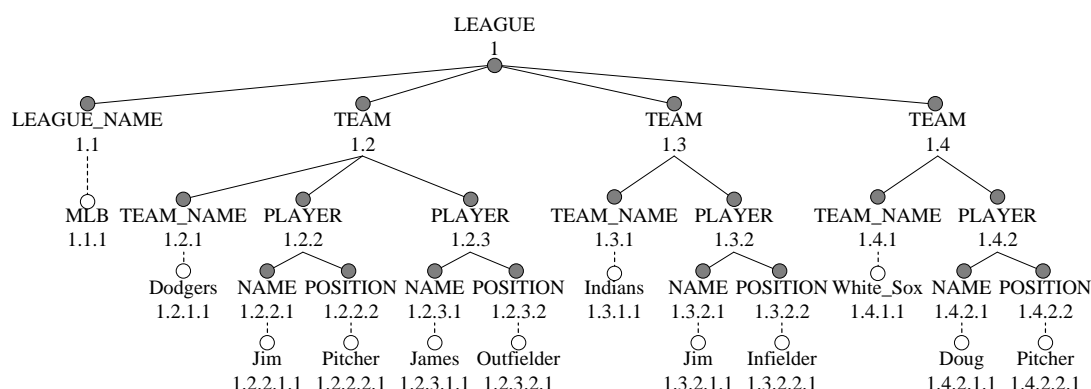 LEAGUE
1
LEAGUE_NAME TEAM TEAM TEAM
1.1 1.2 1.3 1.4
MLB TEAM_NAME PLAYER PLAYER TEAM_NAME PLAYER TEAM_NAME PLAYER
1.1.1 1.2.1 1.2.2 1.2.3 1.3.1 1.3.2 1.4.1 1.4.2
Dodgers NAME POSITION NAME POSITION Indians NAME POSITION White_Sox NAME POSITION
1.2.1.1 1.2.2.1 1.2.2.2 1.2.3.1 1.2.3.2 1.3.1.1 1.3.2.1 1.3.2.2 1.4.1.1 1.4.2.1 1.4.2.2
Jim Pitcher James Outfielder Jim Infielder Doug Pitcher
1.2.2.1.1 1.2.2.2.1 1.2.3.1.1 1.2.3.2.1 1.3.2.1.1 1.3.2.2.1 1.4.2.1.1 1.4.2.2.1